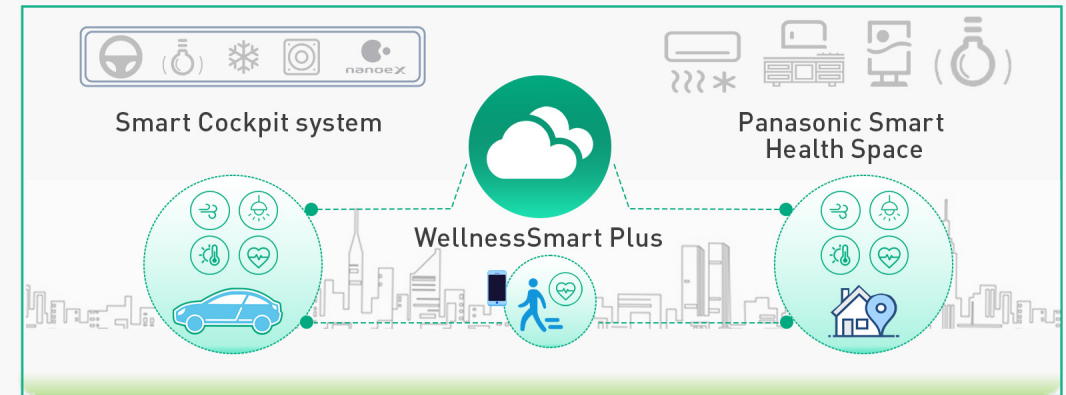 nanoeX
Smart Cockpit system
Panasonic Smart
Health Space
WellnessSmart Plus